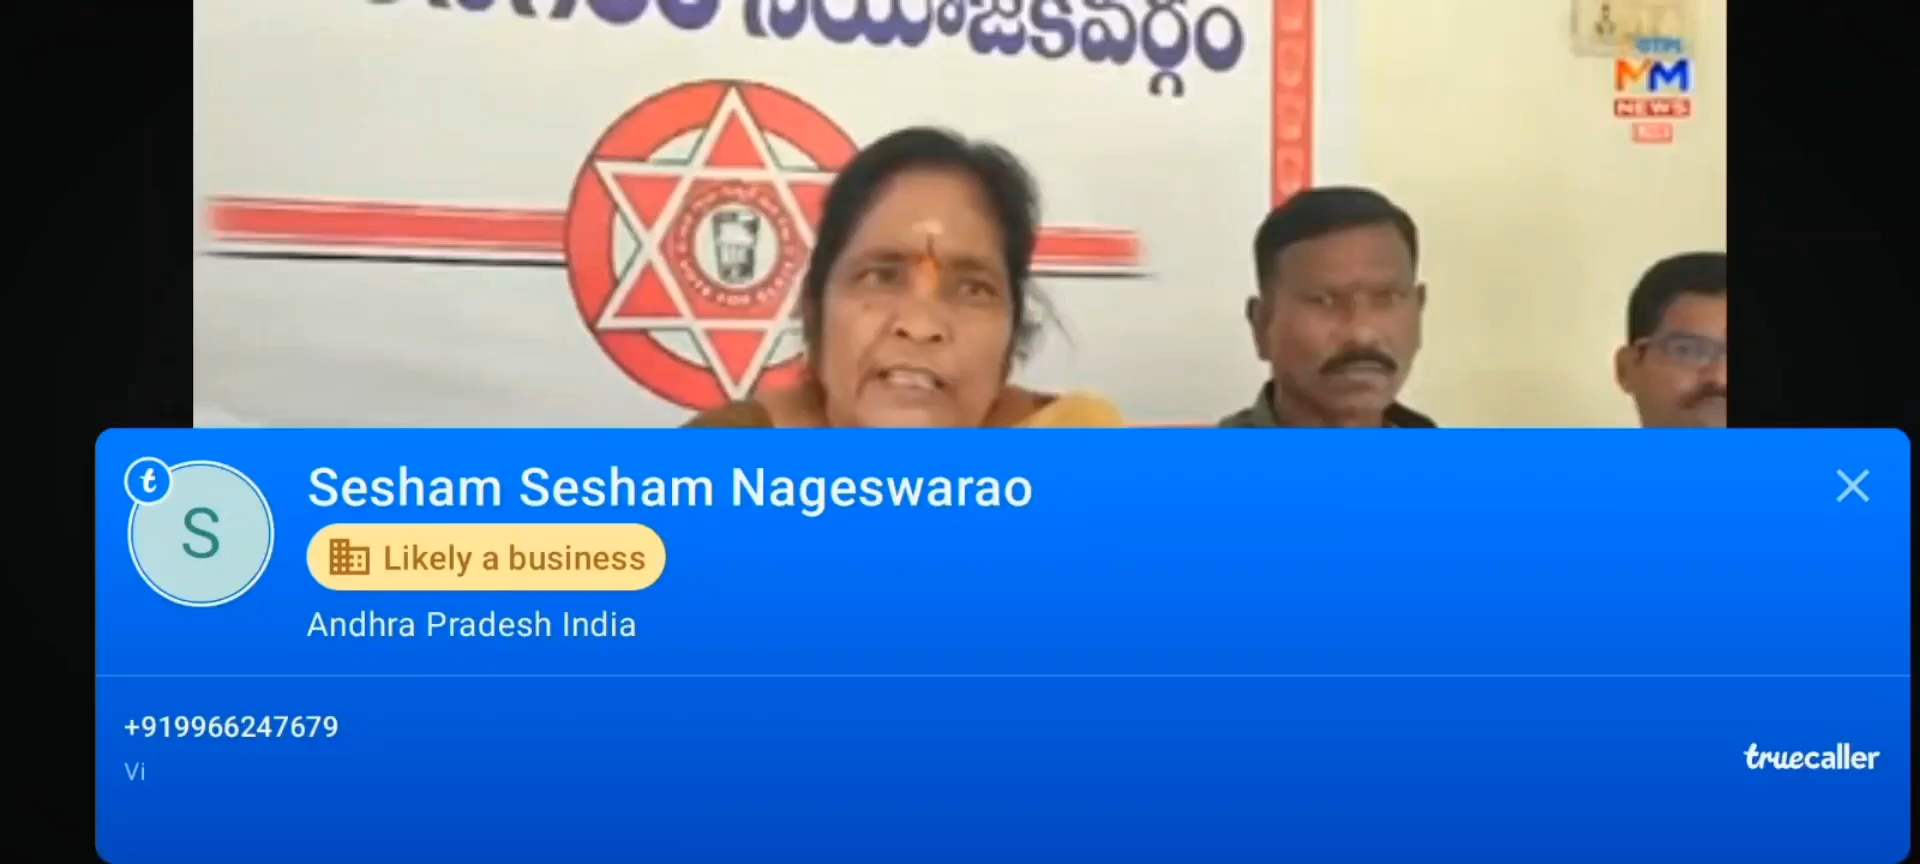 నియోజకవర్గం
MM
NEWS
Sesham Sesham Nageswarao
t
S
Likely a business
Andhra Pradesh India
+919966247679
Vi
truecaller